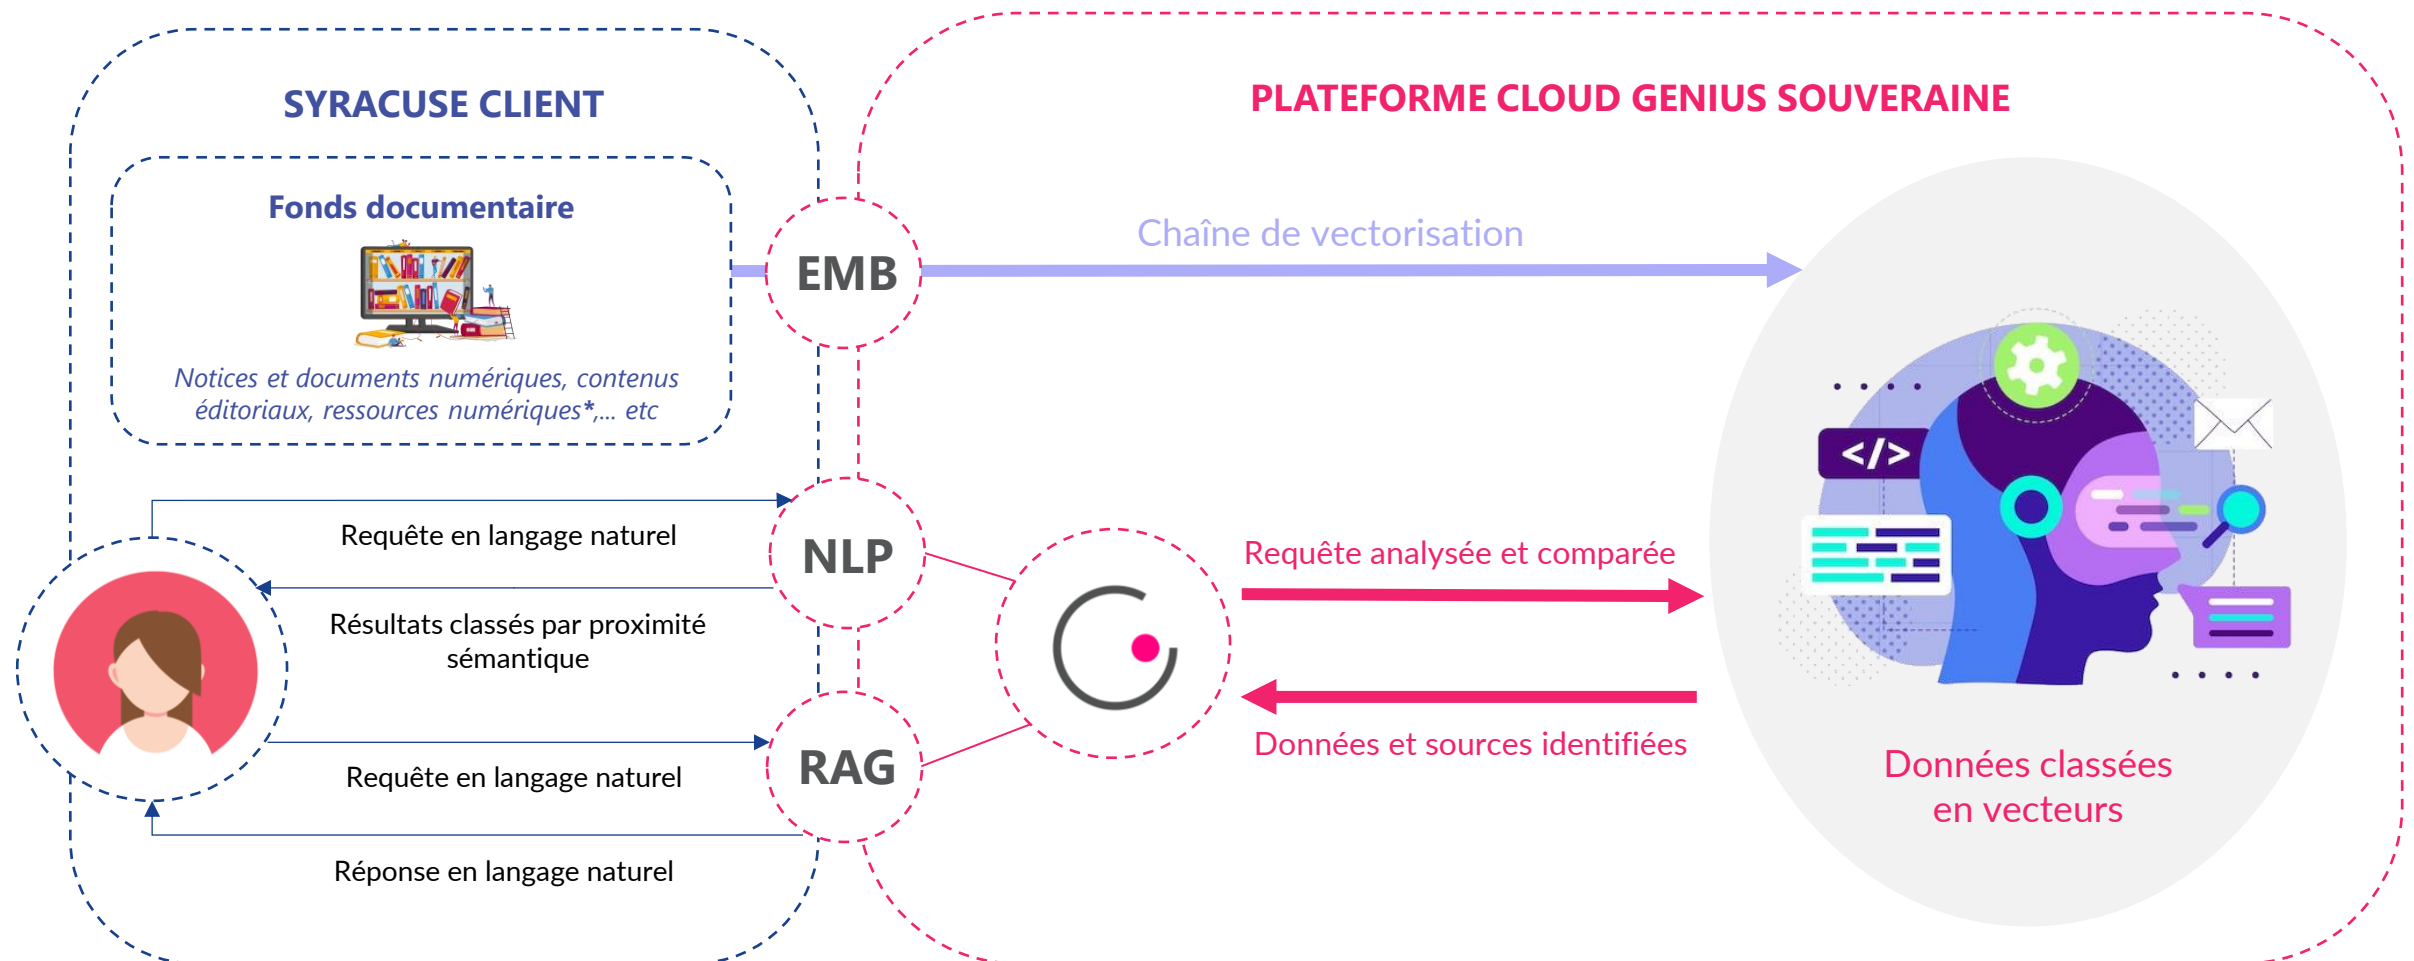 SYRACUSE CLIENT
PLATEFORME CLOUD GENIUS SOUVERAINE
Fonds documentaire
Notices et documents numériques, contenus
éditoriaux, ressources numériques*,... etc
EMB
Chaîne de vectorisation
Requête en langage naturel
NLP
Résultats classés par proximité
sémantique
Requête en langage naturel
RAG
Réponse en langage naturel
Requête analysée et comparée
Données et sources identifiées
</>
Données classées
en vecteurs